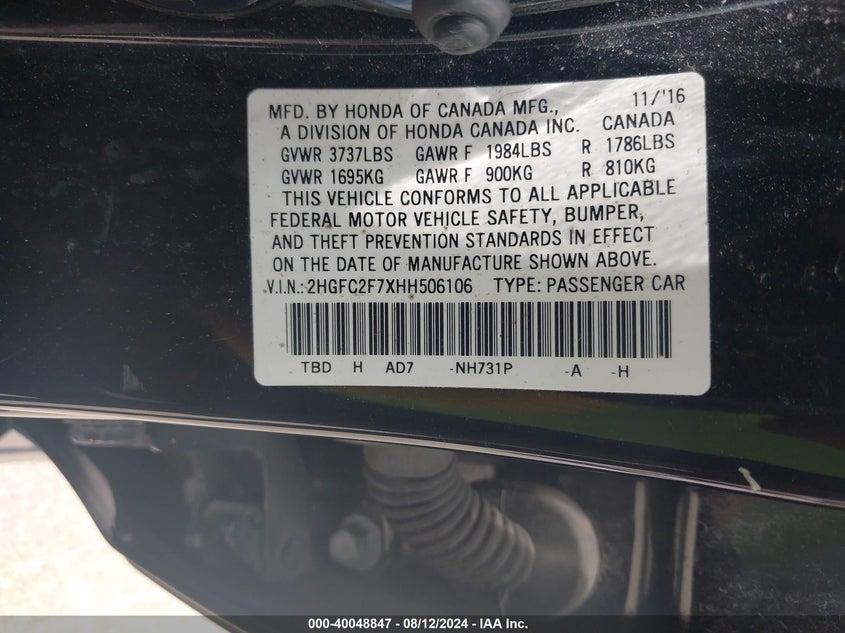 MFD. BY HONDA OF CANADA MFG., 11/'16
A DIVISION OF HONDA CANADA INC. CANADA
GVWR 3737LBS GAWR F 1984LBS R 1786LBS
GVWR 1695KG GAWR F 900KG R 810KG
THIS VEHICLE CONFORMS TO ALL APPLICABLE
FEDERAL MOTOR VEHICLE SAFETY, BUMPER,
AND THEFT PREVENTION STANDARDS IN EFFECT
ON THE DATE OF MANUFACTURE SHOWN ABOVE.
V.I.N.: 2HGFC2F7XHH506106 TYPE: PASSENGER CAR
TBD H AD7 -NH731P -A -H
000-40048847 - 08/12/2024 - IAA Inc.